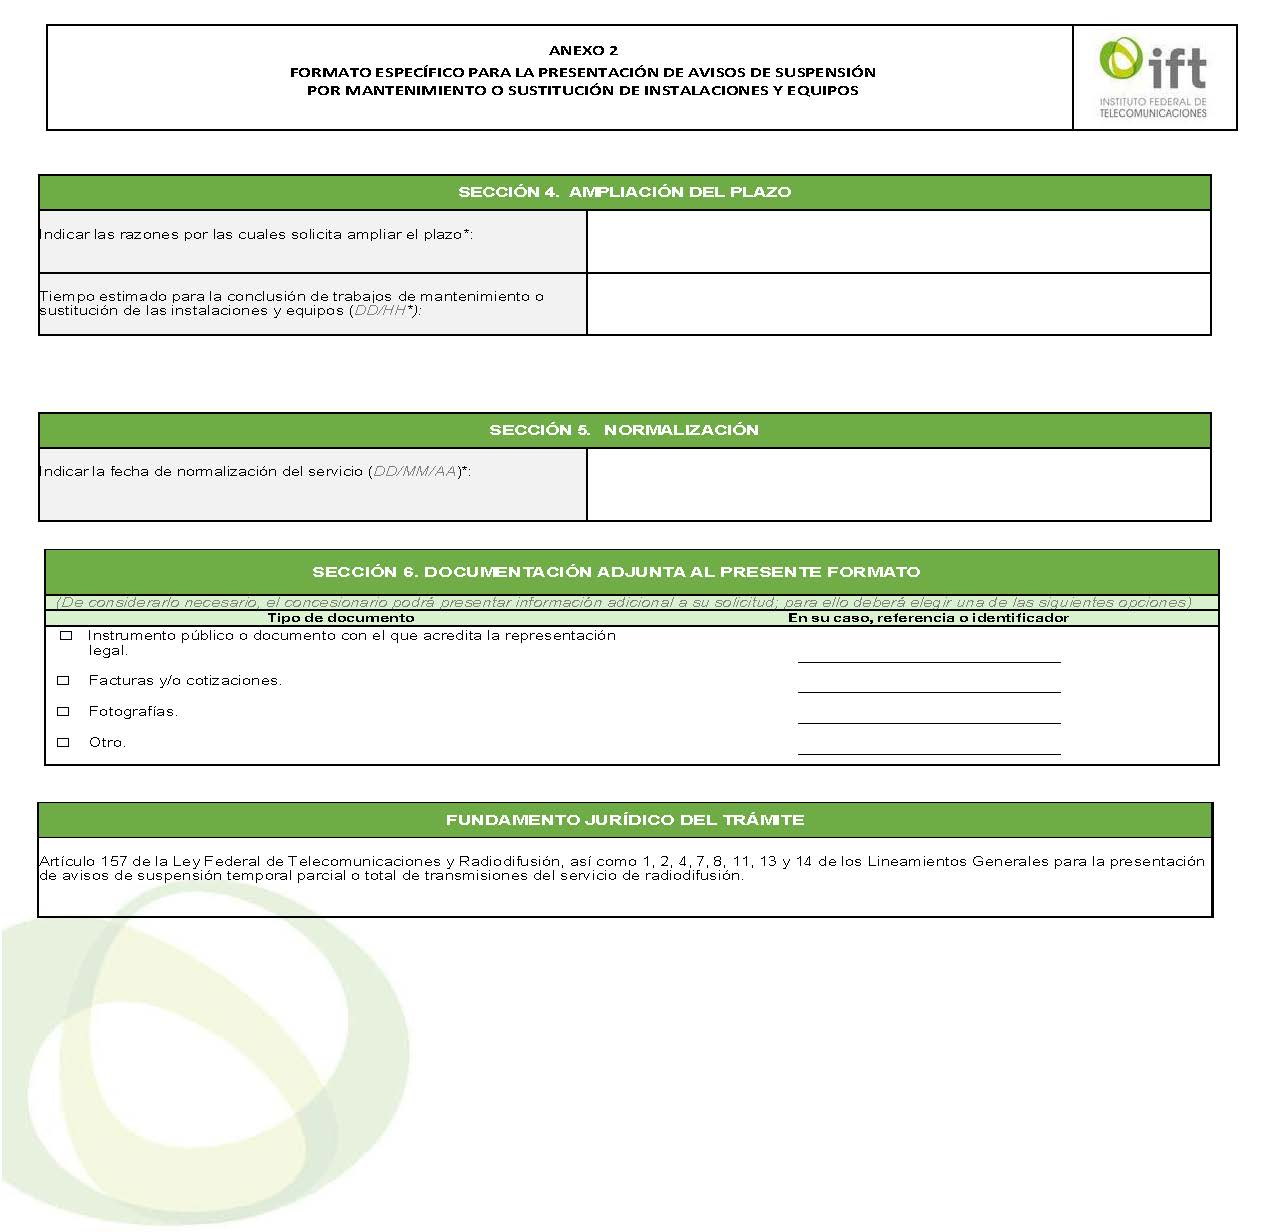 ANEXO 2
FORMATO ESPECÍFICO PARA LA PRESENTACIÓN DE AVISOS DE SUSPENSIÓN
POR MANTENIMIENTO O SUSTITUCIÓN DE INSTALACIONES Y EQUIPOS
ift
INSTITUTO FEDERAL DE
TELECOMUNICACIONES
SECCIÓN 4. AMPLIACIÓN DEL PLAZO
Indicar las razones por las cuales solicita ampliar el plazo*:
Tiempo estimado para la conclusión de trabajos de mantenimiento o
sustitución de las instalaciones y equipos (DD/HH*):
SECCIÓN 5. NORMALIZACIÓN
Indicar la fecha de normalización del servicio (DD/MM/AA)*:
SECCIÓN 6. DOCUMENTACIÓN ADJUNTA AL PRESENTE FORMATO
(De considerarlo necesario, el concesionario podrá presentar información adicional a su solicitud; para ello deberá elegir una de las siguientes opciones)
Tipo de documento En su caso, referencia o identificador
Instrumento público o documento con el que acredita la representación
legal.
Facturas y/o cotizaciones.
Fotografías.
Otro.
FUNDAMENTO JURÍDICO DEL TRÁMITE
Artículo 157 de la Ley Federal de Telecomunicaciones y Radiodifusión, así como 1, 2, 4, 7, 8, 11, 13 y 14 de los Lineamientos Generales para la presentación
de avisos de suspensión temporal parcial o total de transmisiones del servicio de radiodifusión.